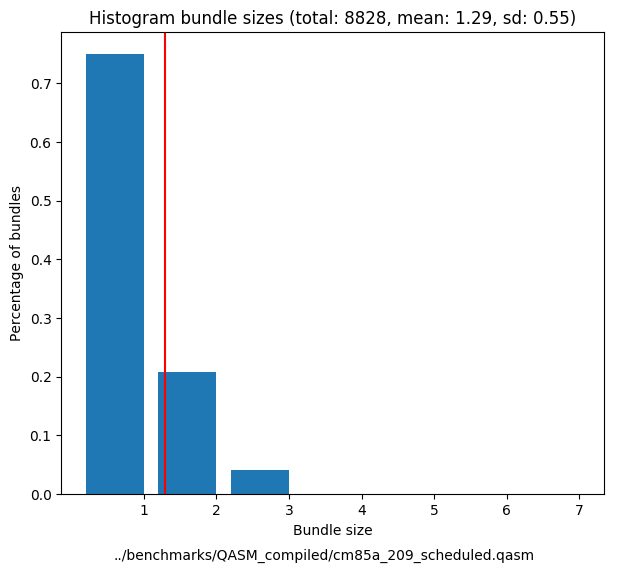 Histogram bundle sizes (total: 8828, mean: 1.29, sd: 0.55)
Percentage of bundles
0.7
0.6
0.5
0.4
0.3
0.2
0.1
0.0
1 2 3 4 5 6 7
Bundle size
../benchmarks/QASM_compiled/cm85a_209_scheduled.qasm